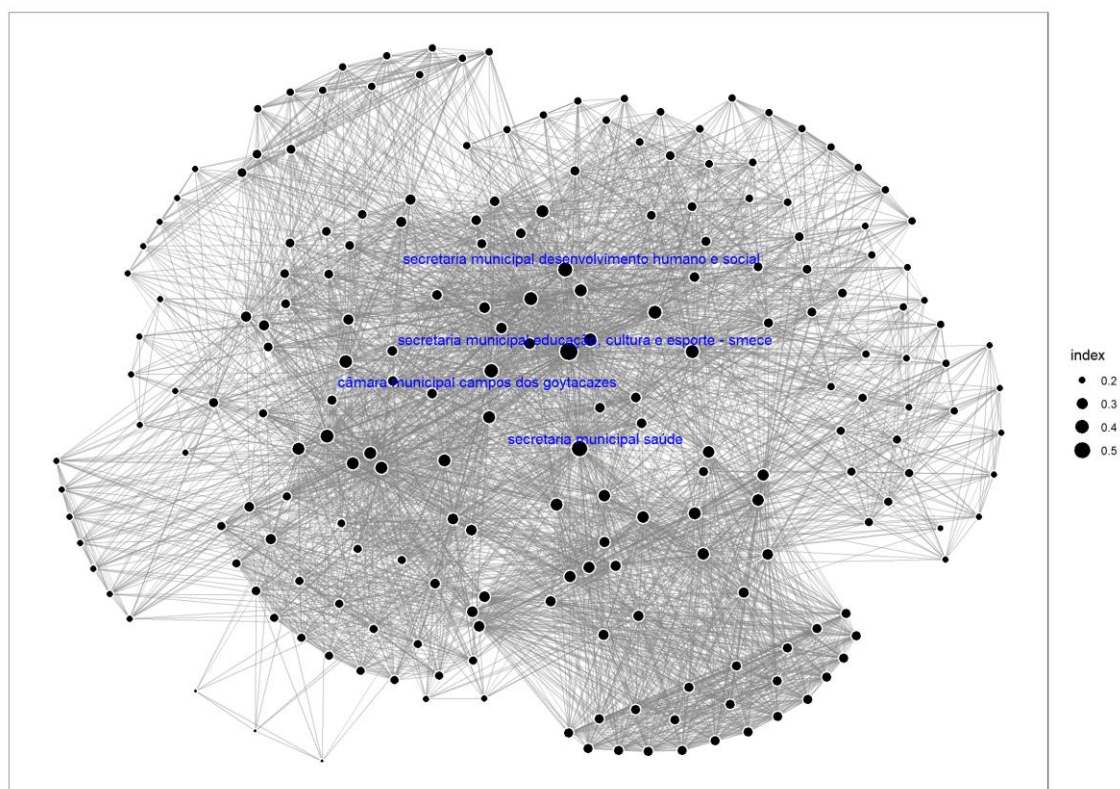 secretaria municipal desenvolvimento humano e social
secretaria municipal educação, cultura e esporte - smece
câmara municipal campos dos goytacazes
secretaria municipal saúde
index
0.2
0.3
0.4
0.5